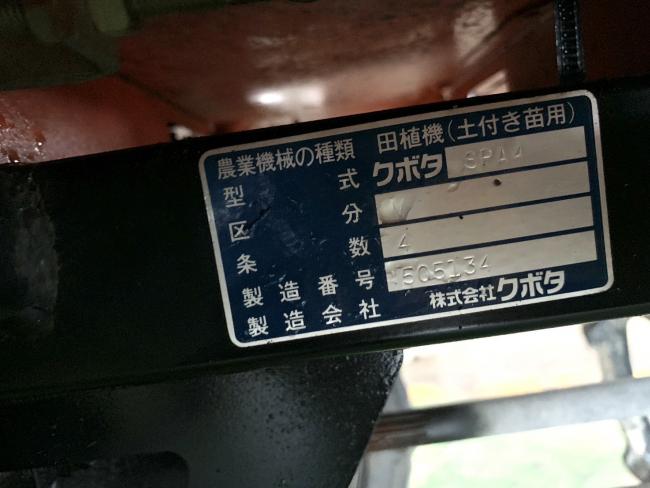 農業機械の種類 田植機(土付き苗用)
型式 クボタ SPA4
区分
条数 4
製造番号 505134
製造会社 株式会社クボタ